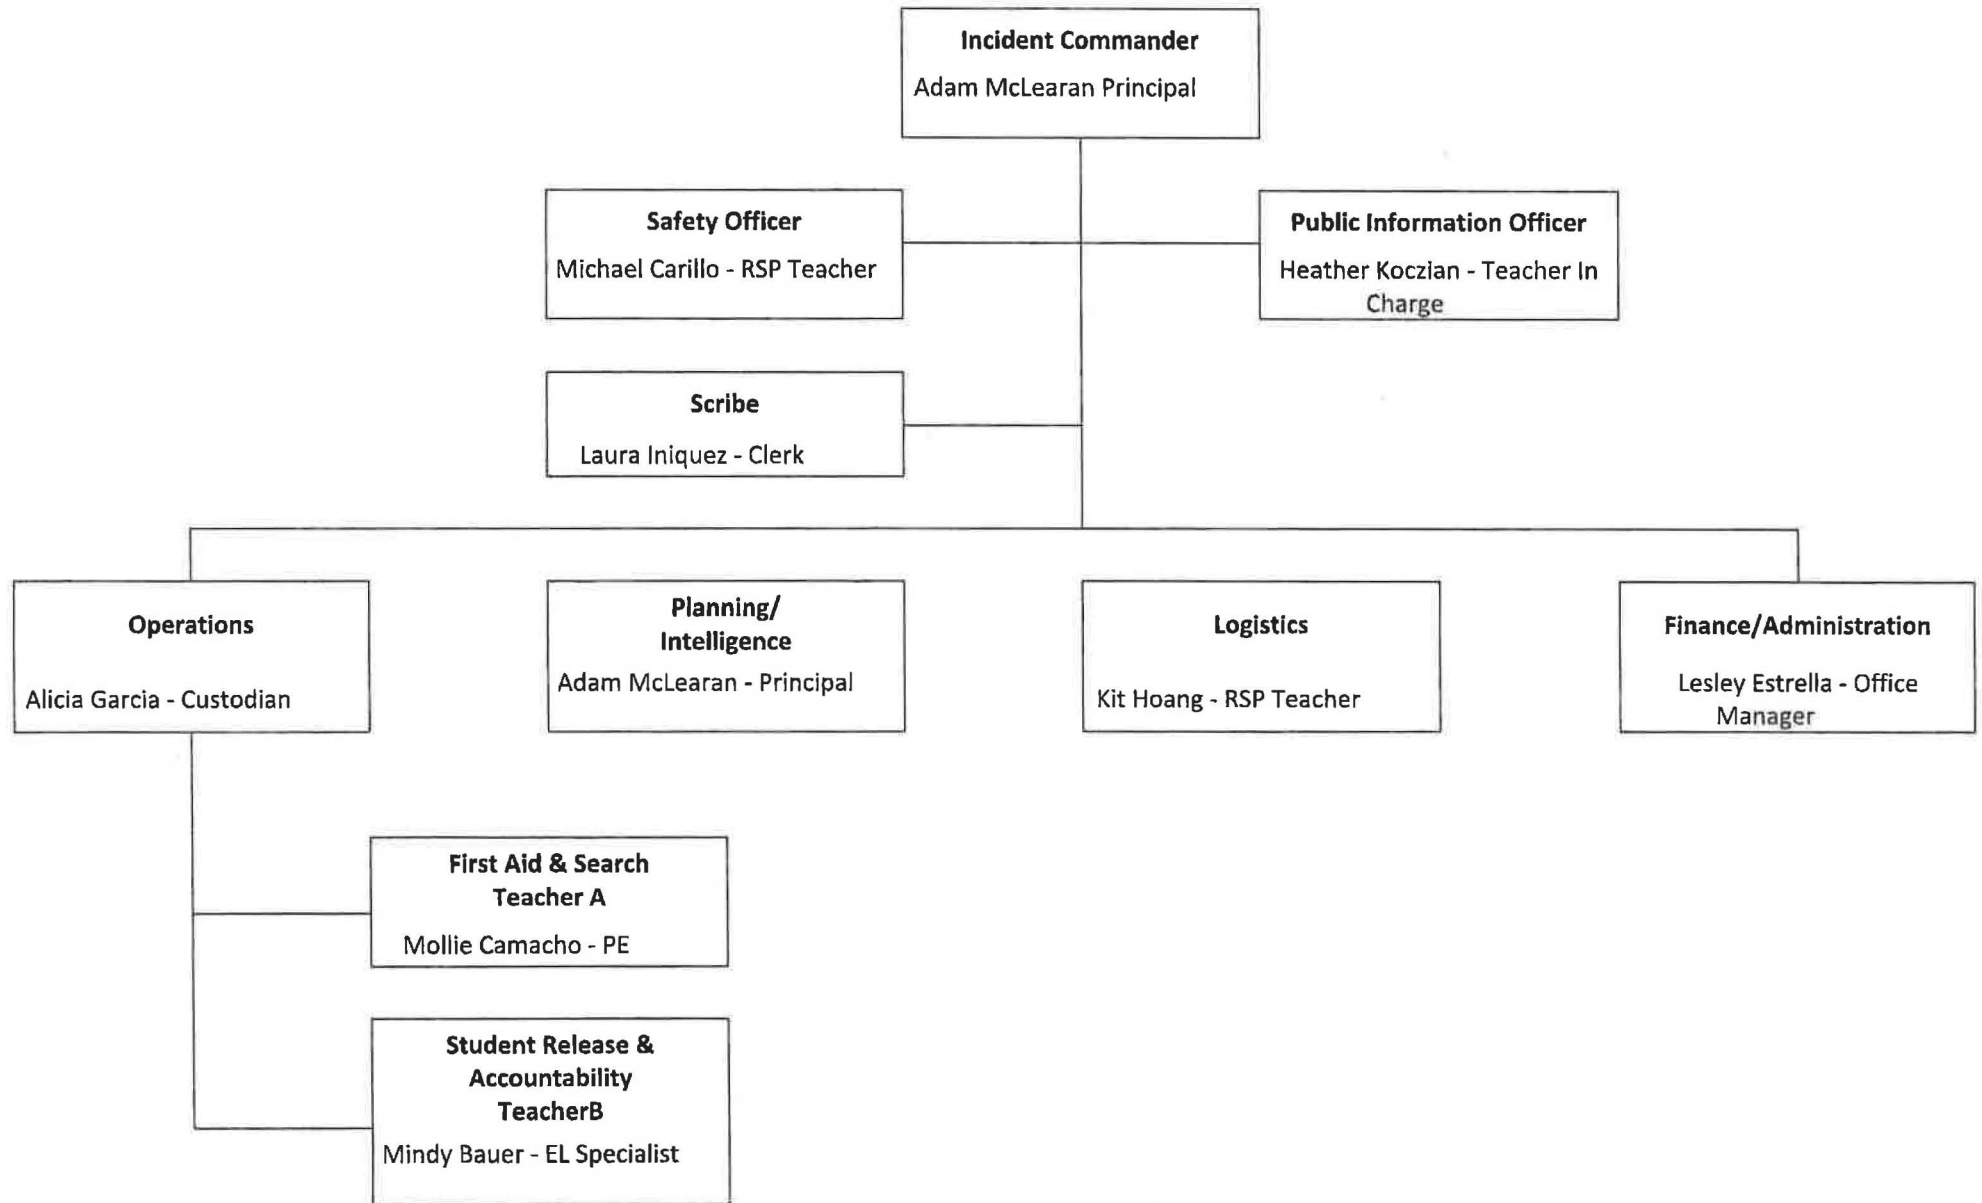 Incident Commander
Adam McLearan Principal
Safety Officer
Michael Carillo - RSP Teacher
Public Information Officer
Heather Koczian - Teacher In
Charge
Scribe
Laura Iniquez - Clerk
Operations
Alicia Garcia - Custodian
Planning/
Intelligence
Adam McLearan - Principal
Logistics
Kit Hoang - RSP Teacher
Finance/Administration
Lesley Estrella - Office
Manager
First Aid & Search
Teacher A
Mollie Camacho - PE
Student Release &
Accountability
TeacherB
Mindy Bauer - EL Specialist